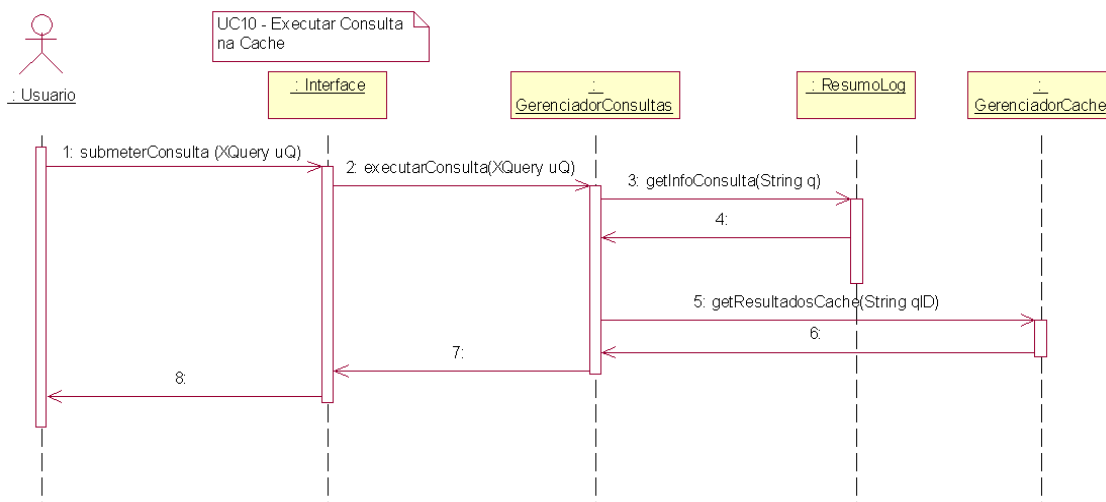 UC10 - Executar Consulta
na Cache
: Usuario
: Interface
:
GerenciadorConsultas
: ResumoLog
:
GerenciadorCache
1: submeterConsulta (XQuery uQ)
2: executarConsulta(XQuery uQ)
3: getInfoConsulta(String q)
4:
5: getResultadosCache(String qID)
6:
7:
8: